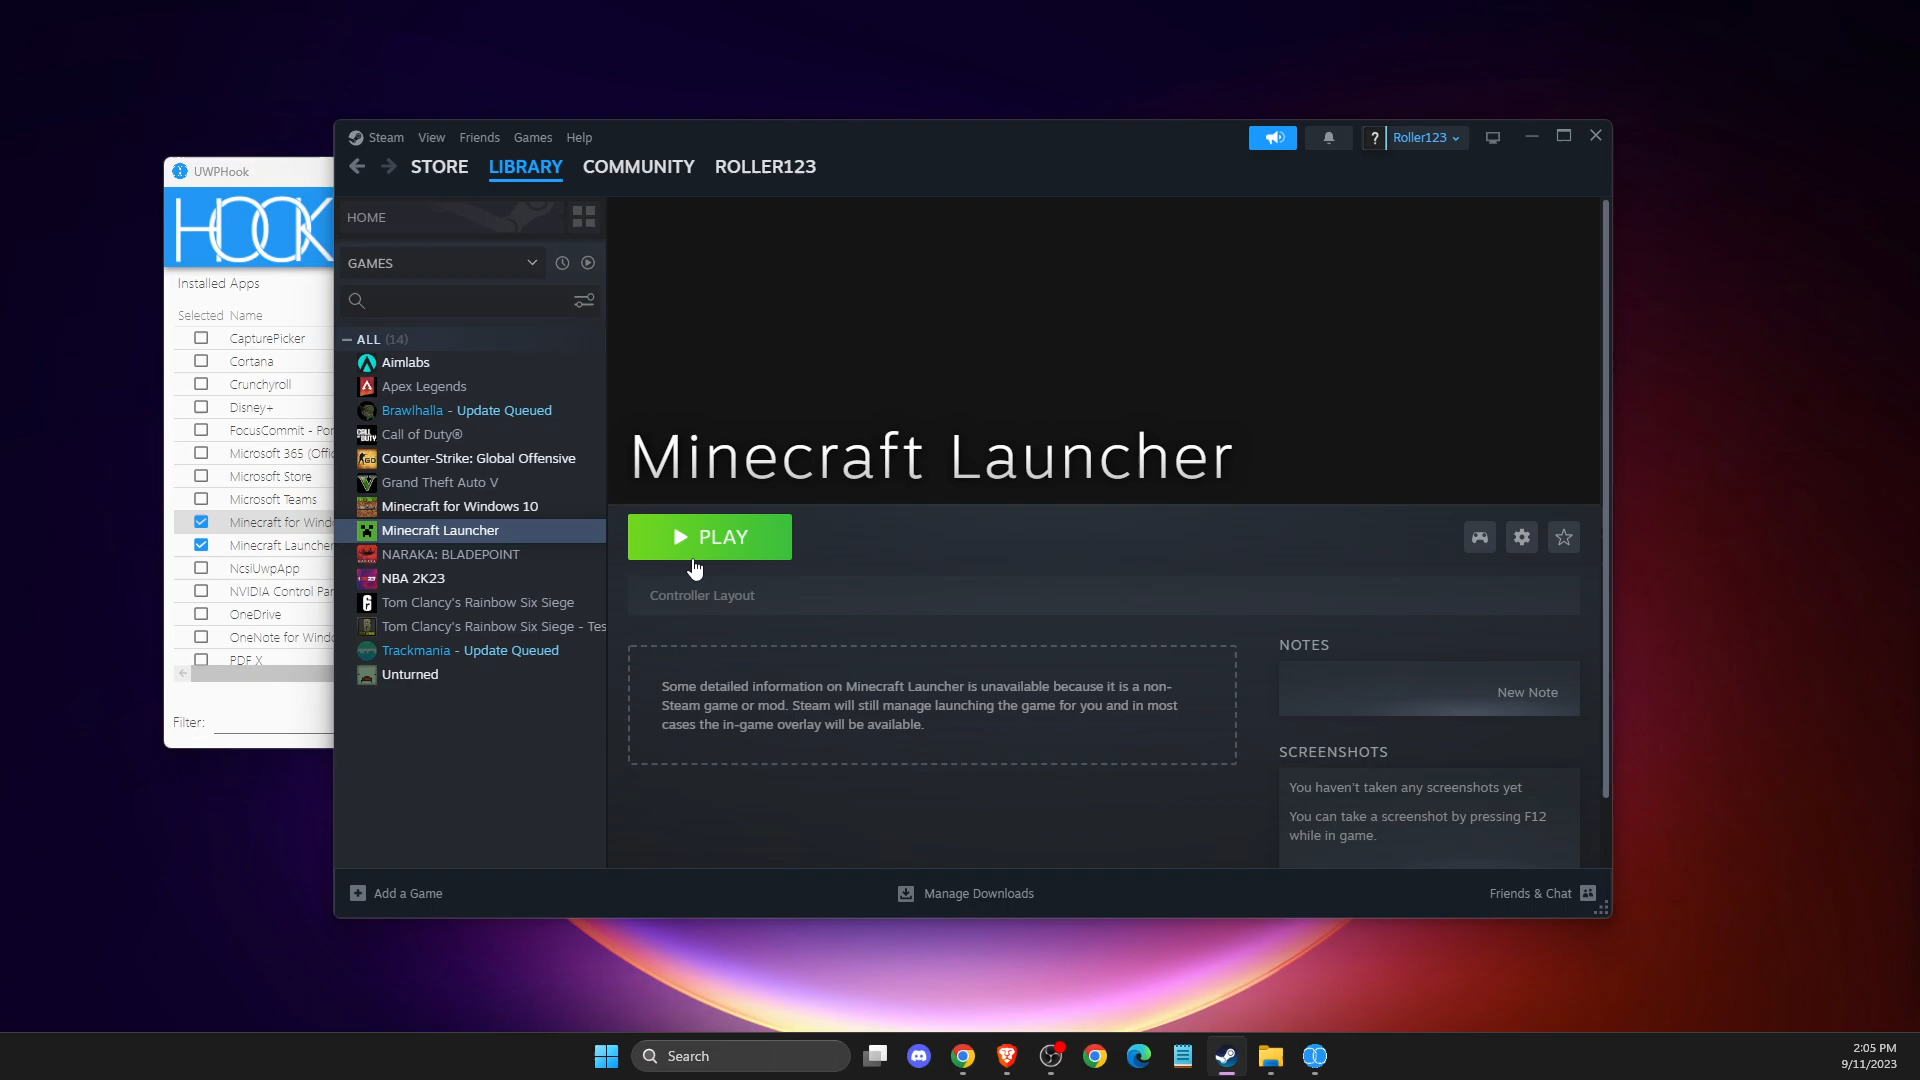 UWPHook
HOOK
Installed Apps
Selected Name
CapturePicker
Cortana
Crunchyroll
Disney+
FocusCommit - Por
Microsoft 365 (Offic
Microsoft Store
Microsoft Teams
Minecraft for Windo
Minecraft Launcher
NcsiUwpApp
NVIDIA Control Pan
OneDrive
OneNote for Windo
PDF X
Filter:
Steam View Friends Games Help
? Roller123
STORE LIBRARY COMMUNITY ROLLER123
HOME
GAMES
ALL (14)
Aimlabs
Apex Legends
Brawlhalla - Update Queued
Call of Duty®
Counter-Strike: Global Offensive
Grand Theft Auto V
Minecraft for Windows 10
Minecraft Launcher
NARAKA: BLADEPOINT
NBA 2K23
Tom Clancy's Rainbow Six Siege
Tom Clancy's Rainbow Six Siege - Tes
Trackmania - Update Queued
Unturned
Minecraft Launcher
PLAY
Controller Layout
Some detailed information on Minecraft Launcher is unavailable because it is a non-
Steam game or mod. Steam will still manage launching the game for you and in most
cases the in-game overlay will be available.
NOTES
New Note
SCREENSHOTS
You haven't taken any screenshots yet
You can take a screenshot by pressing F12
while in game.
Add a Game
Manage Downloads
Friends & Chat
Search
2:05 PM
9/11/2023